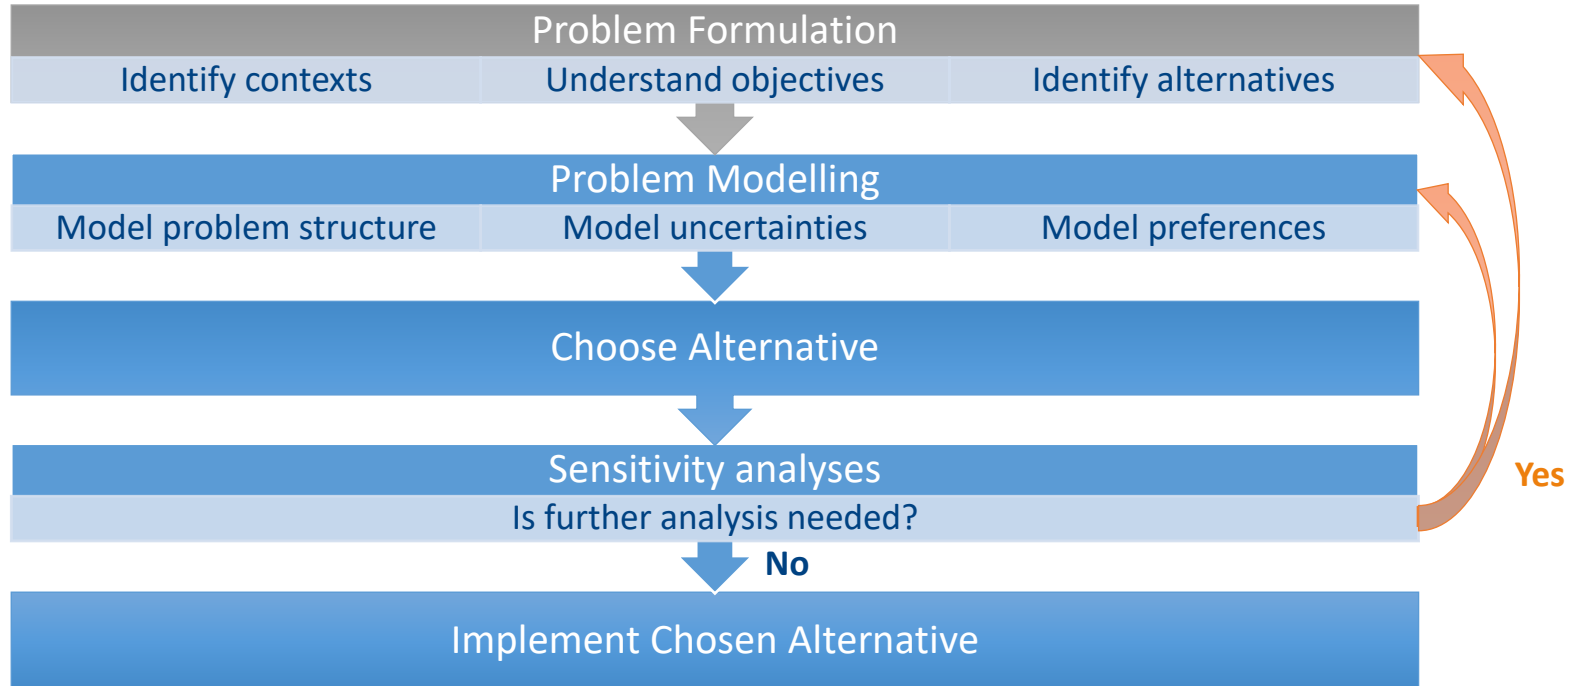 Problem Formulation
Identify contexts Understand objectives Identify alternatives
Problem Modelling
Model problem structure Model uncertainties Model preferences
Choose Alternative
Sensitivity analyses
Yes
Is further analysis needed?
No
Implement Chosen Alternative